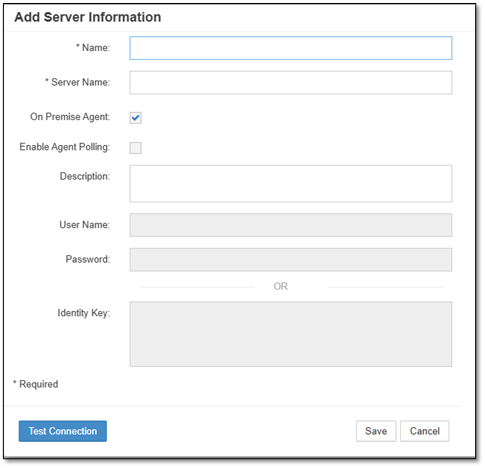 Add Server Information
* Name:
* Server Name:
On Premise Agent:
Enable Agent Polling:
Description:
User Name:
Password:
OR
Identity Key:
* Required
Test Connection Save Cancel